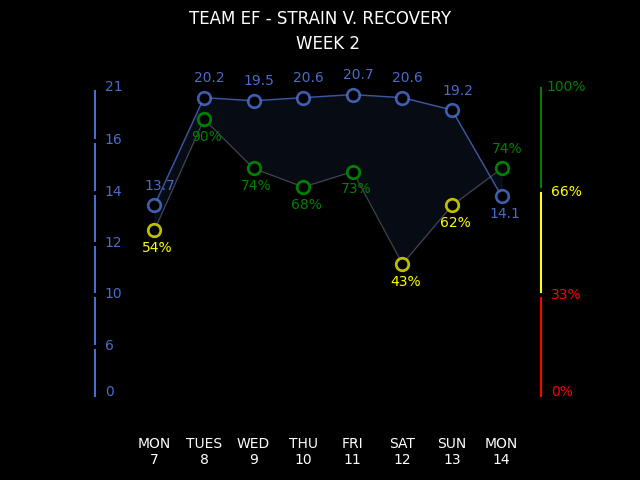 TEAM EF - STRAIN V. RECOVERY
WEEK 2
20.2 19.5 20.6 20.7 20.6 19.2
21 100%
90%
16
74% 74%
13.7 68% 73%
14 66%
14.1
62%
54%
12
43%
10 33%
6
0 0%
MON TUES WED THU FRI SAT SUN MON
7 8 9 10 11 12 13 14